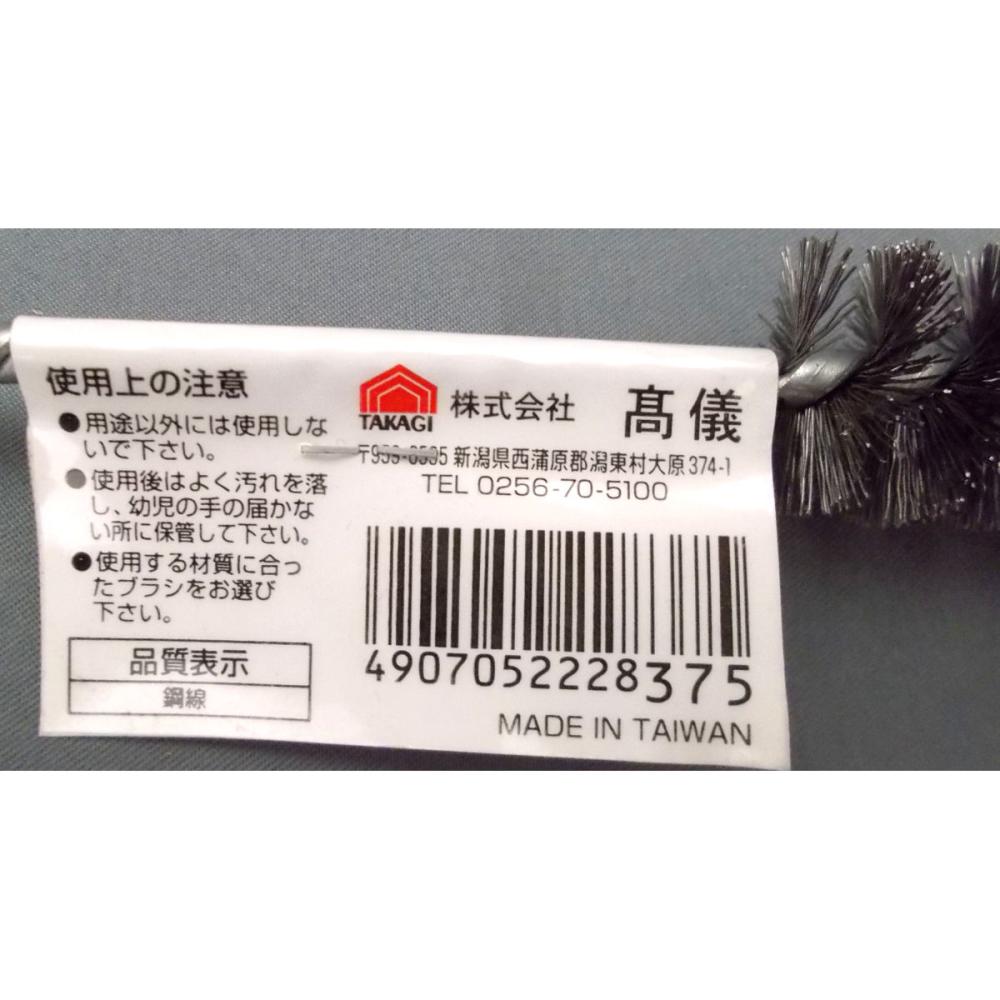 使用上の注意
●用途以外には使用しな
いで下さい。
●使用後はよく汚れを落
し、幼児の手の届かな
い所に保管して下さい。
●使用する材質に合っ
たブラシをお選び
下さい。
品質表示
鋼線
TAKAGI
株式会社 髙儀
新潟県西蒲原郡潟東村大原374-1
TEL 0256-70-5100
4907052228375
MADE IN TAIWAN